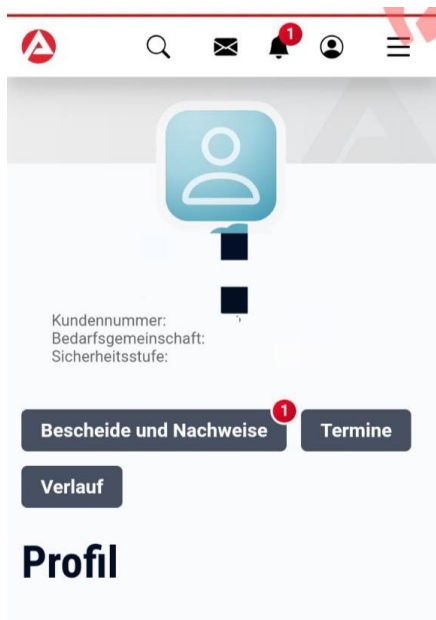 1
Kundennummer:
Bedarfsgemeinschaft:
Sicherheitsstufe:
Bescheide und Nachweise
1
Termine
Verlauf
Profil